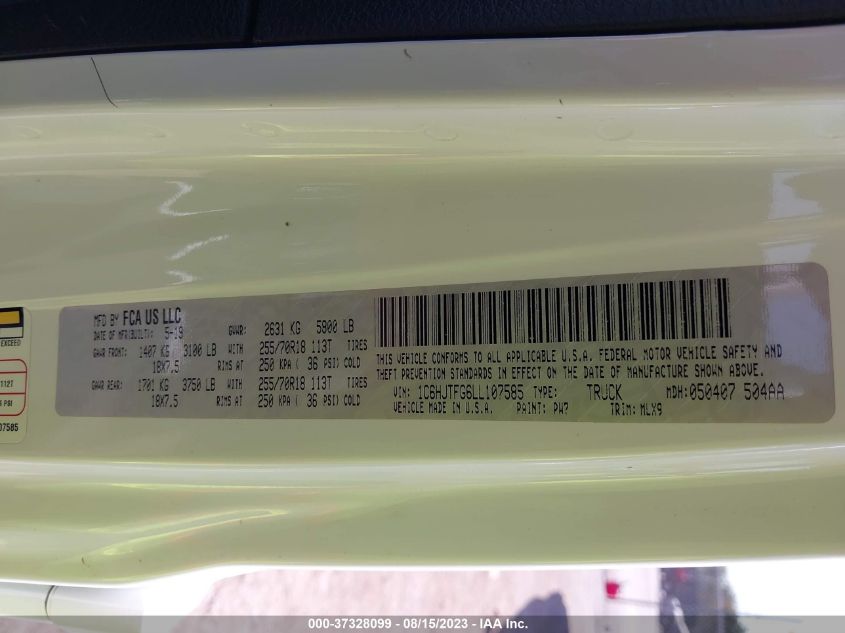 MFD BY FCA US LLC
DATE OF MFR(BUILT): 5-19
GVWR: 2631 KG 5800 LB
GAWR FRONT: 1407 KG 3100 LB WITH 255/70R18 113T TIRES
18X7.5 RIMS AT 250 KPA ( 36 PSI) COLD
GAWR REAR: 1701 KG 3750 LB WITH 255/70R18 113T TIRES
18X7.5 RIMS AT 250 KPA ( 36 PSI) COLD
THIS VEHICLE CONFORMS TO ALL APPLICABLE U.S.A. FEDERAL MOTOR VEHICLE SAFETY AND
THEFT PREVENTION STANDARDS IN EFFECT ON THE DATE OF MANUFACTURE SHOWN ABOVE.
VIN: 1C6HJTFG6LL107585 TYPE: TRUCK MDH: 050407 504AA
VEHICLE MADE IN U.S.A. PAINT: PW7 TRIM: MLX9
EXCEED
112T
PSI
07585
000-37328099 - 08/15/2023 - IAA Inc.